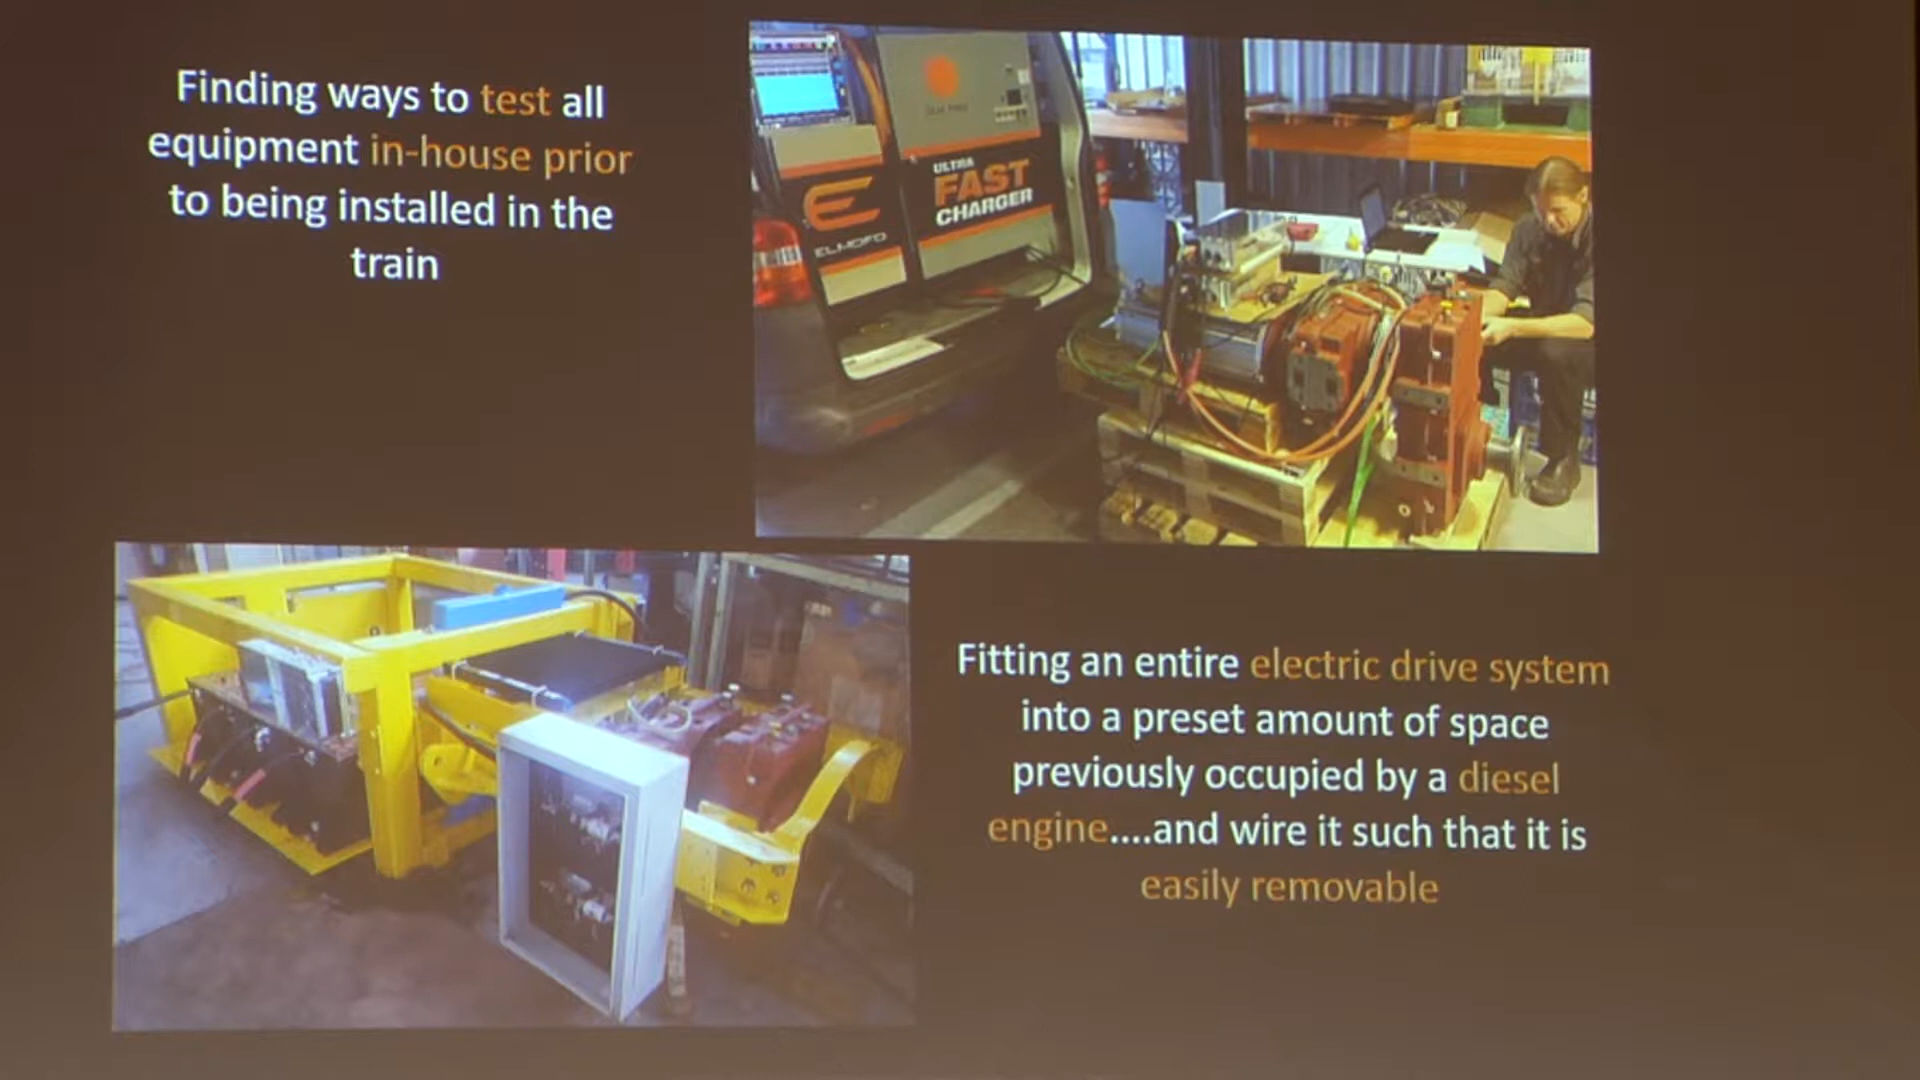 Finding ways to test all
equipment in-house prior
to being installed in the
train
ELMOFO
ULTRA
FAST
CHARGER
Fitting an entire electric drive system
into a preset amount of space
previously occupied by a diesel
engine....and wire it such that it is
easily removable